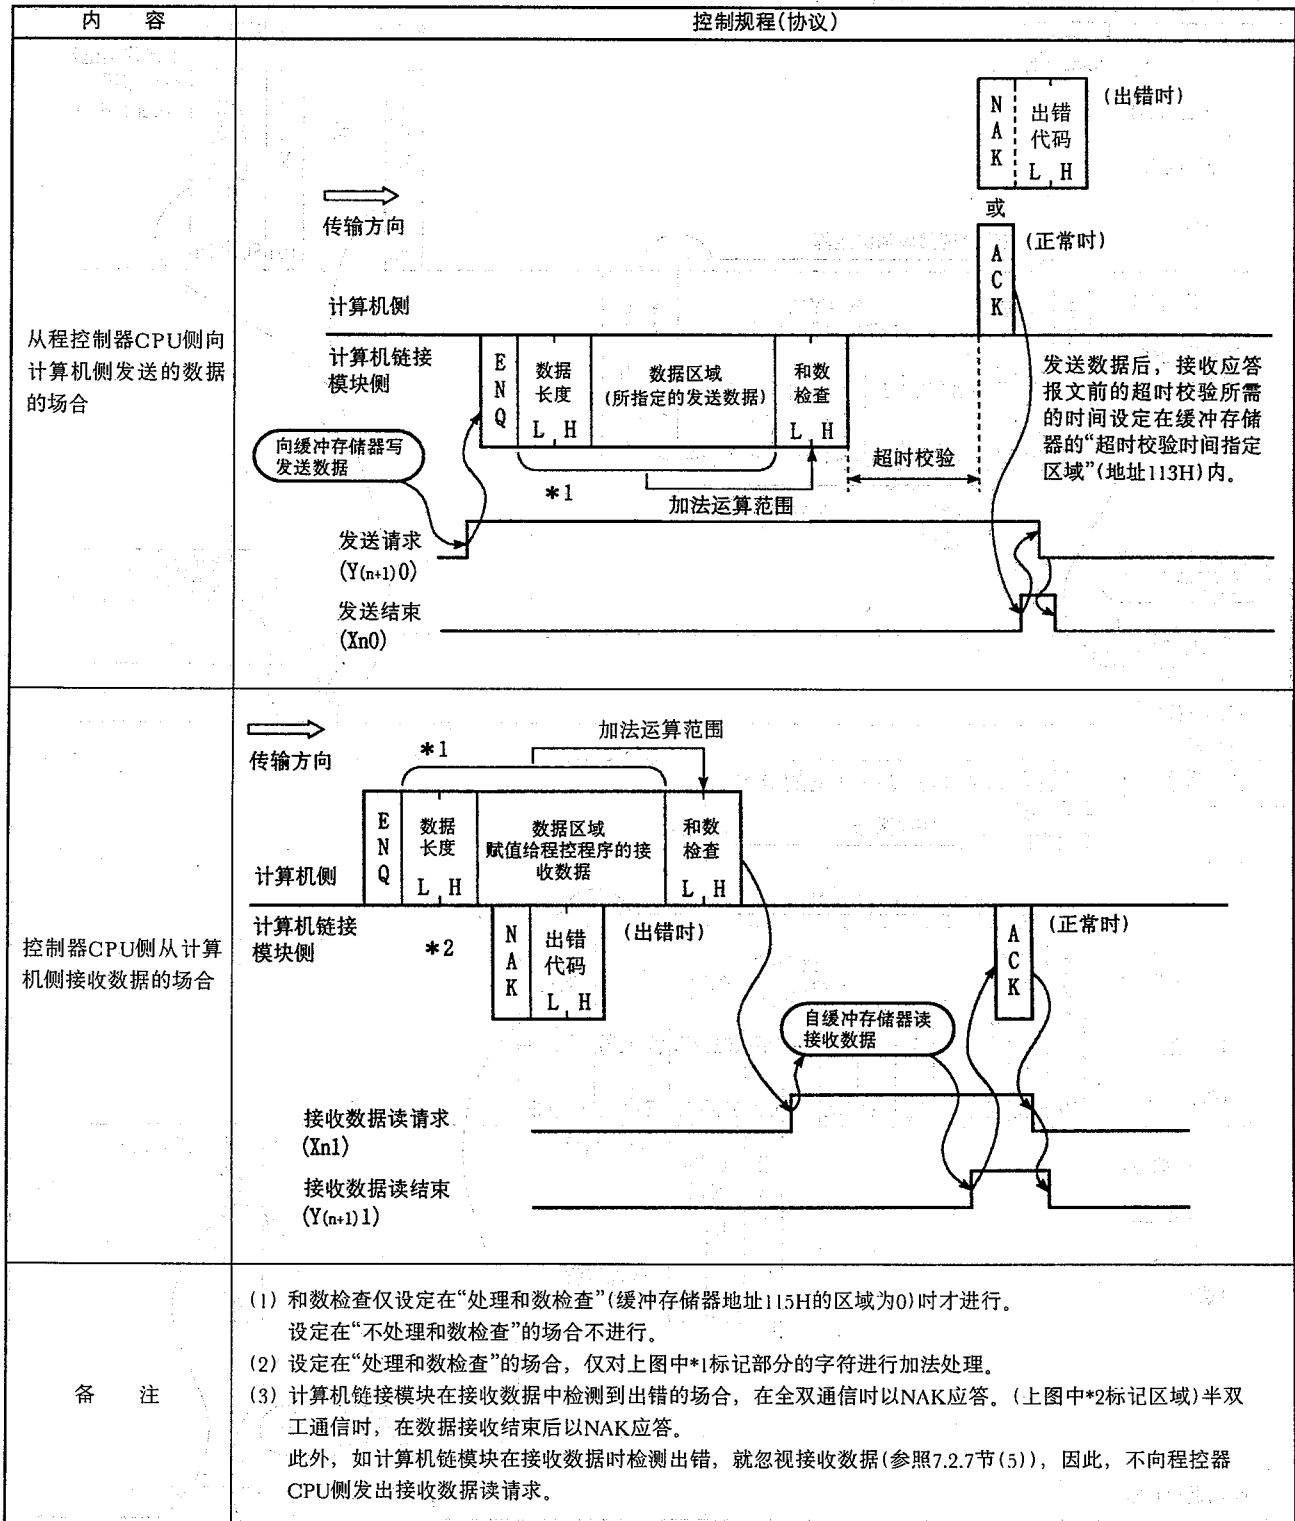 内 容
控制规程(协议)
从程控制器CPU侧向
计算机侧发送的数据
的场合
传输方向
N
A
K
出错
代码
L H
(出错时)
或
A
C
K
(正常时)
计算机侧
计算机链接
模块侧
E
N
Q
数据
长度
L H
数据区域
(所指定的发送数据)
和数
检查
L H
发送数据后，接收应答
报文前的超时校验所需
的时间设定在缓冲存储
器的“超时校验时间指定
区域”(地址113H)内。
向缓冲存储器写
发送数据
超时校验
*1
加法运算范围
发送请求
(Y(n+1)0)
发送结束
(Xn0)
控制器CPU侧从计算
机侧接收数据的场合
传输方向
*1
加法运算范围
E
N
Q
数据
长度
L H
数据区域
赋值给程控程序的接
收数据
和数
检查
L H
计算机侧
计算机链接
模块侧
*2
N
A
K
出错
代码
L H
(出错时)
A
C
K
(正常时)
自缓冲存储器读
接收数据
接收数据读请求
(Xn1)
接收数据读结束
(Y(n+1)1)
备 注
(1) 和数检查仅设定在“处理和数检查”(缓冲存储器地址115H的区域为0)时才进行。
设定在“不处理和数检查”的场合不进行。
(2) 设定在“处理和数检查”的场合，仅对上图中*1标记部分的字符进行加法处理。
(3) 计算机链接模块在接收数据中检测到出错的场合，在全双通信时以NAK应答。(上图中*2标记区域)半双
工通信时，在数据接收结束后以NAK应答。
此外，如计算机链模块在接收数据时检测出错，就忽视接收数据(参照7.2.7节(5))，因此，不向程控器
CPU侧发出接收数据读请求。